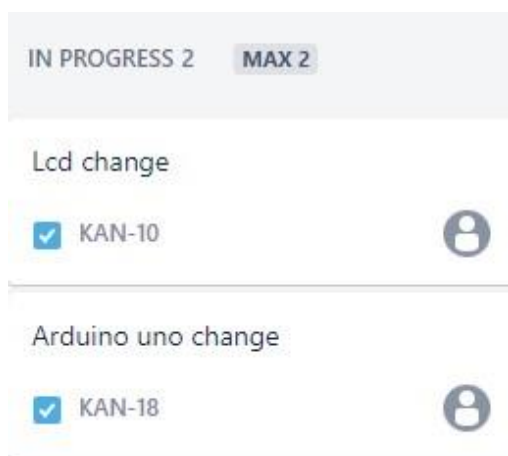 IN PROGRESS 2 MAX 2
Lcd change
KAN-10
Arduino uno change
KAN-18